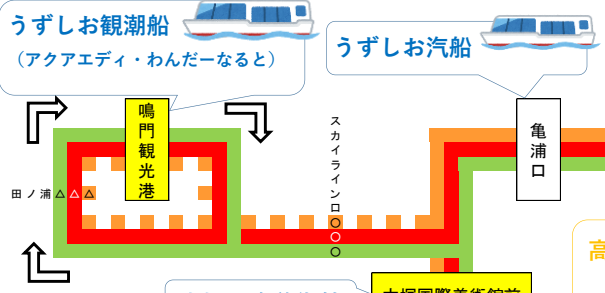 うずしお観潮船
（アクアエディ・わんだーなると）
うずしお汽船
鳴門観光港
スカイラインロ
亀浦口
田ノ浦
高